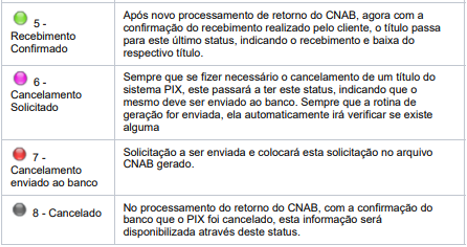 5 -
Recebimento
Confirmado
Após novo processamento de retorno do CNAB, agora com a
confirmação do recebimento realizado pelo cliente, o título passa
para este último status, indicando o recebimento e baixa do
respectivo título.
6 -
Cancelamento
Solicitado
Sempre que se fizer necessário o cancelamento de um título do
sistema PIX, este passará a ter este status, indicando que o
mesmo deve ser enviado ao banco. Sempre que a rotina de
geração for enviada, ela automaticamente irá verificar se existe
alguma
7 -
Cancelamento
enviado ao banco
Solicitação a ser enviada e colocará esta solicitação no arquivo
CNAB gerado.
8 - Cancelado
No processamento do retorno do CNAB, com a confirmação do
banco que o PIX foi cancelado, esta informação será
disponibilizada através deste status.